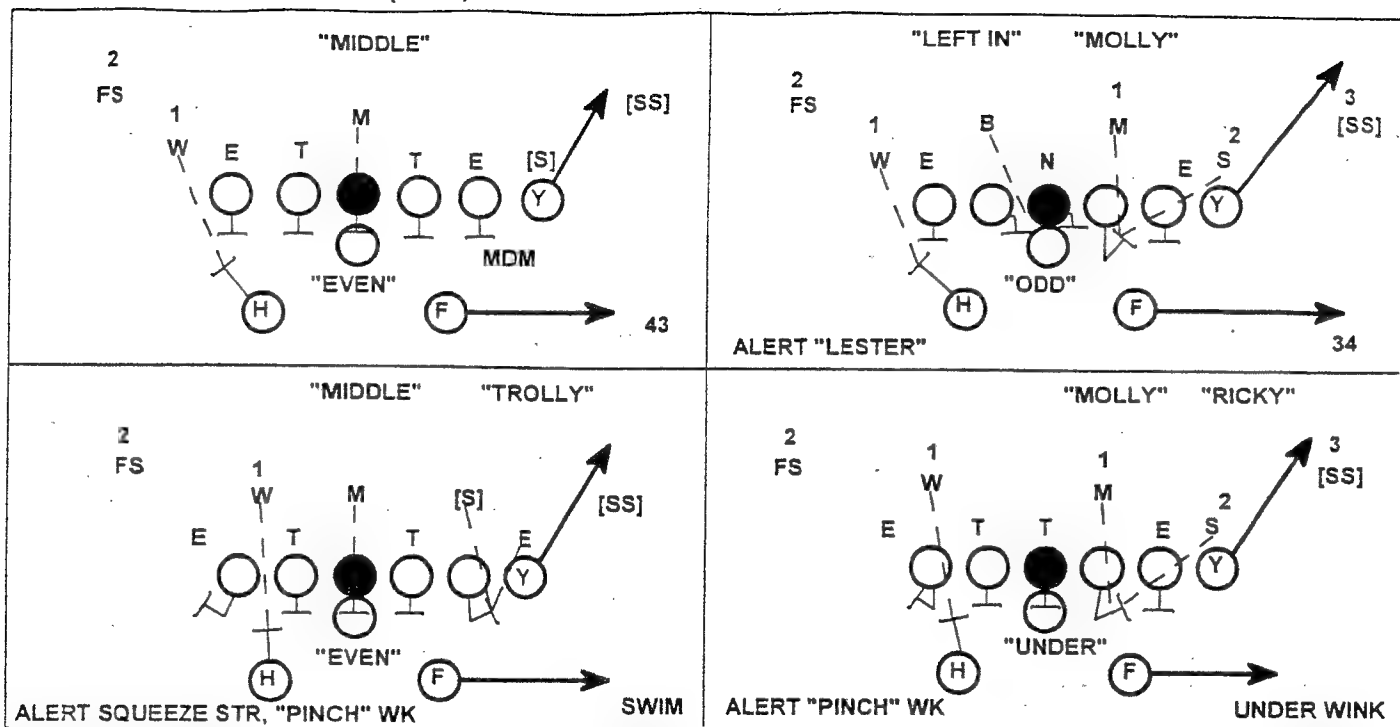 "MIDDLE"
2
FS
1
W
E
T
M
T
E
[S]
Y
[SS]
MDM
"EVEN"
H
F
43
"LEFT IN" "MOLLY"
2
FS
1
W
E
B
N
1
M
E
S 2
Y
3
[SS]
"ODD"
H
F
ALERT "LESTER"
34
"MIDDLE" "TROLLY"
2
FS
E
1
W
T
M
T
[S]
E
Y
[SS]
"EVEN"
H
F
ALERT SQUEEZE STR, "PINCH" WK
SWIM
"MOLLY" "RICKY"
2
FS
E
1
W
T
T
1
M
E
S 2
Y
3
[SS]
"UNDER"
H
F
ALERT "PINCH" WK
UNDER WINK